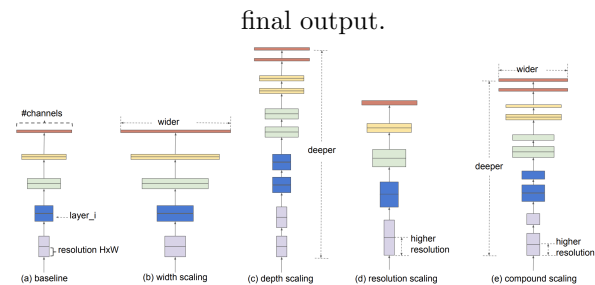 final output.
#channels
wider
wider
deeper
deeper
layer_i
resolution HxW
higher
resolution
higher
resolution
(a) baseline
(b) width scaling
(c) depth scaling
(d) resolution scaling
(e) compound scaling